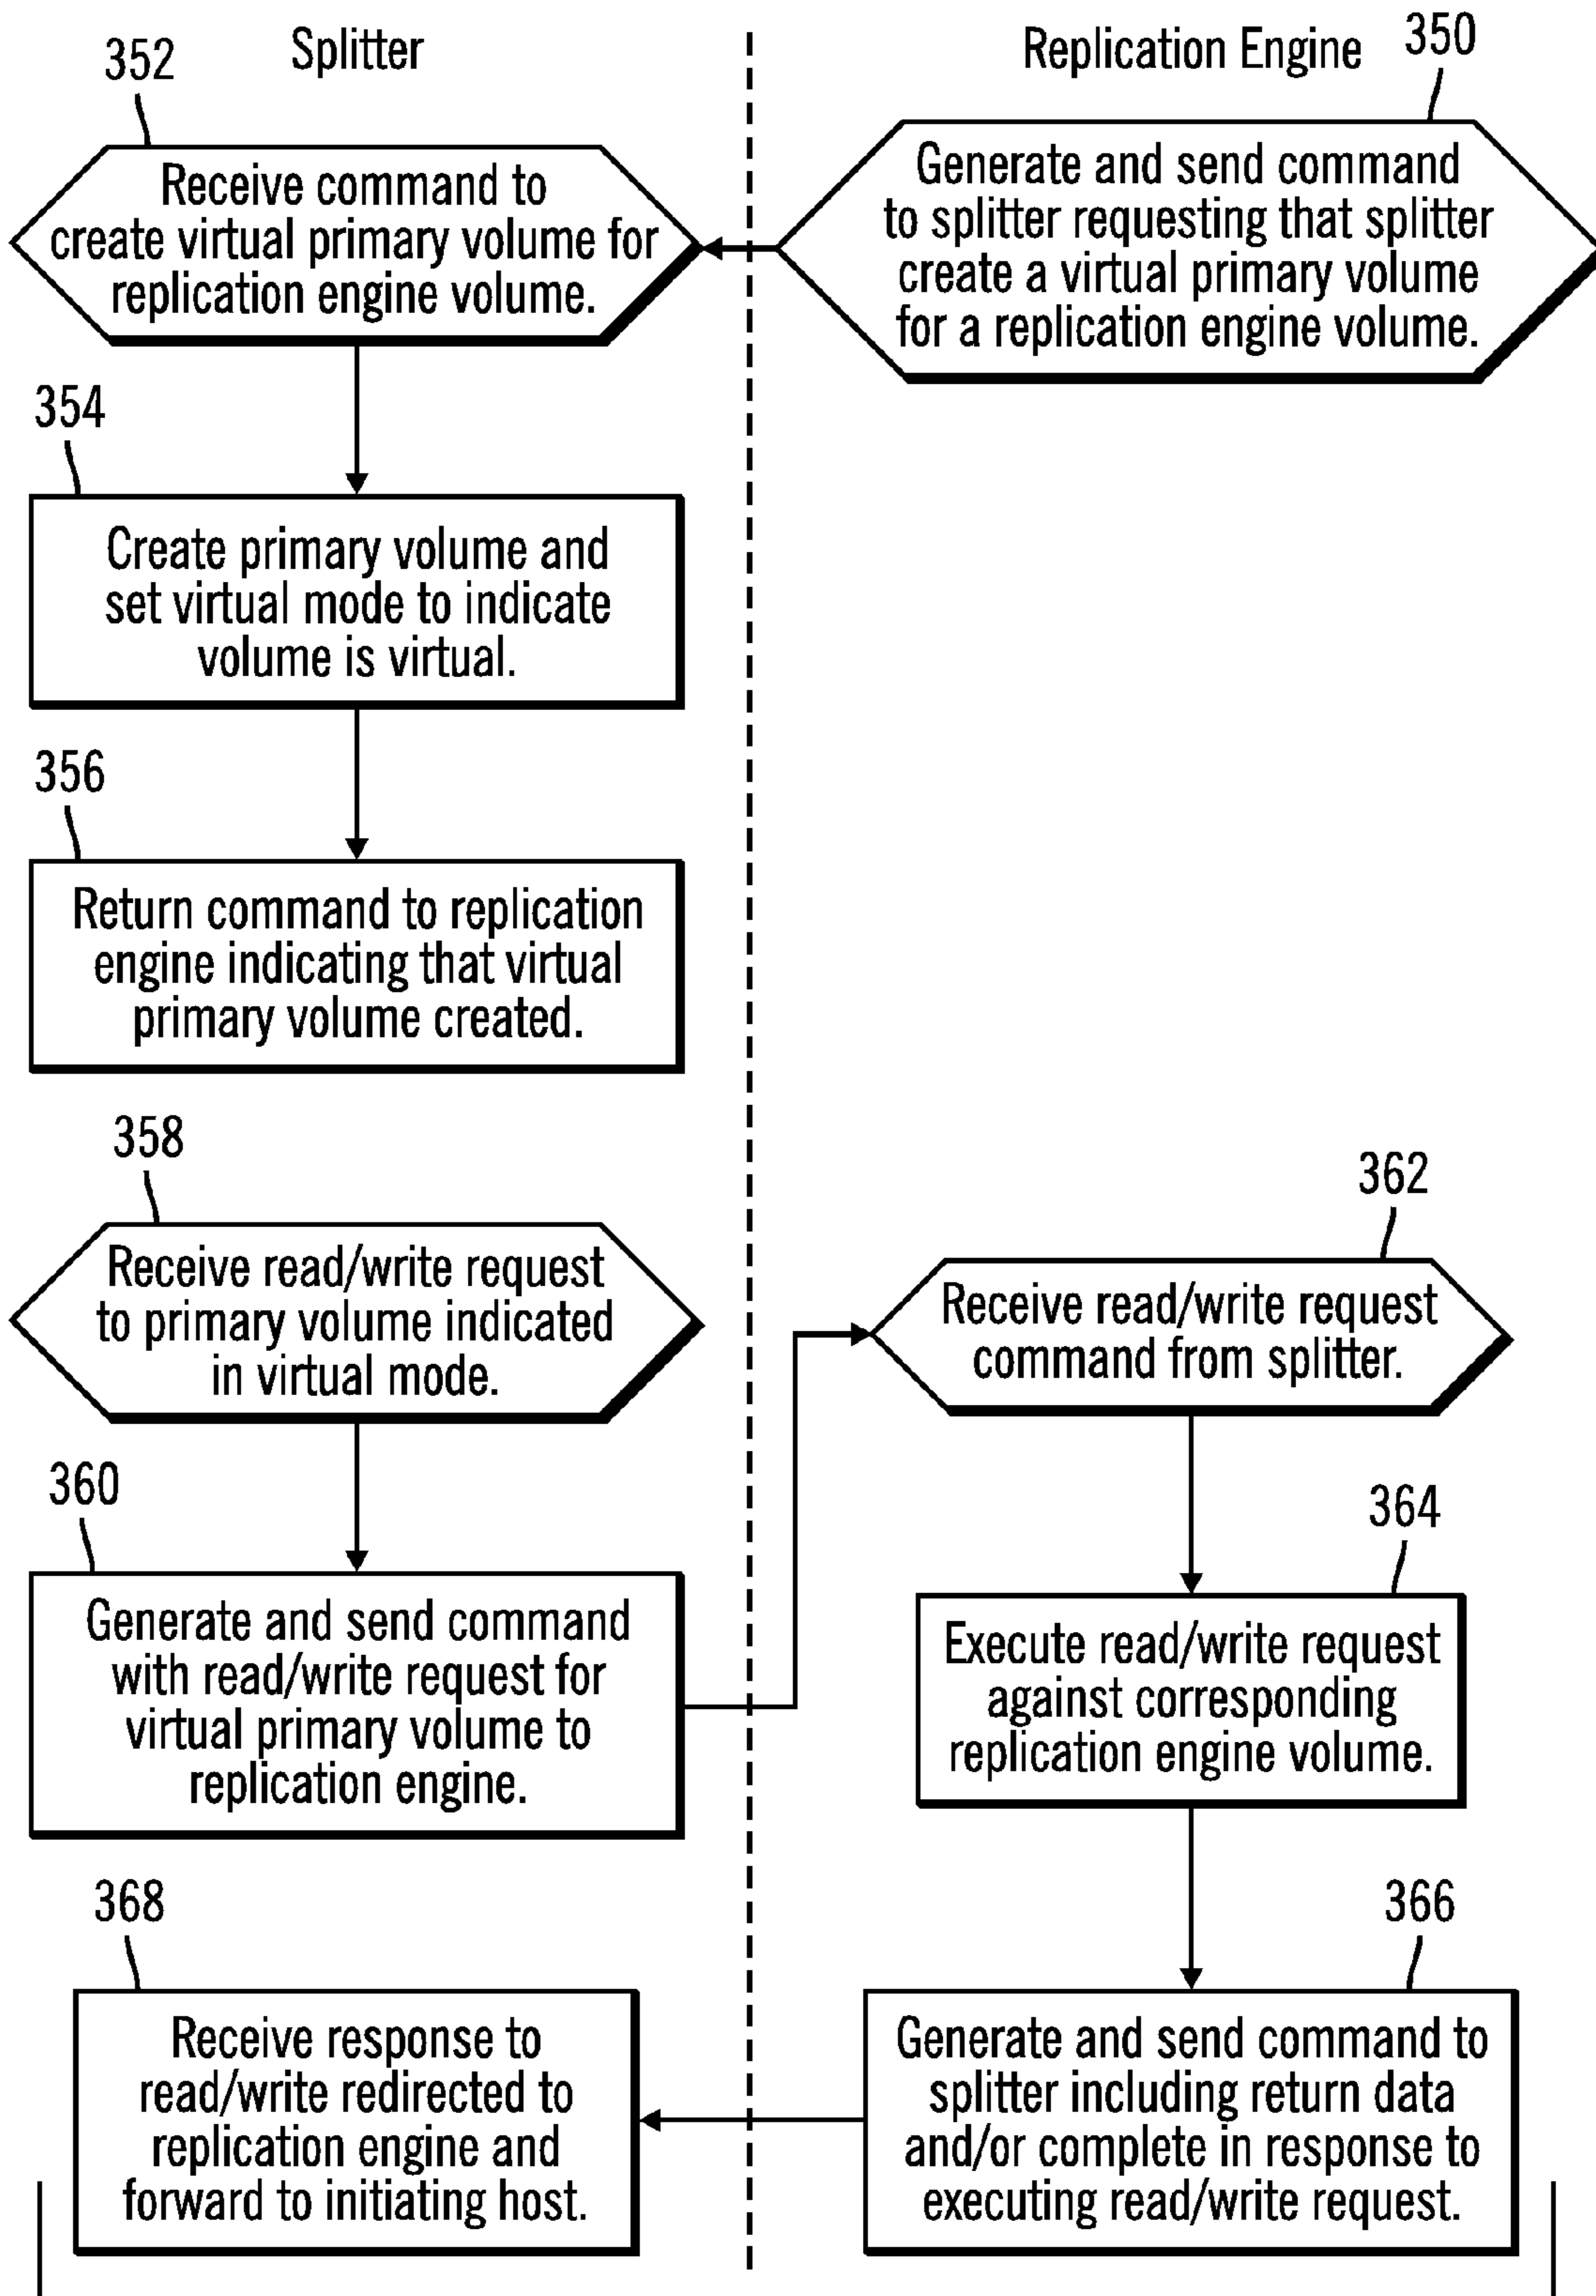 Splitter
Replication Engine
352
350
Receive command to
create virtual primary volume for
replication engine volume.
Generate and send command
to splitter requesting that splitter
create a virtual primary volume
for a replication engine volume.
354
Create primary volume and
set virtual mode to indicate
volume is virtual.
356
Return command to replication
engine indicating that virtual
primary volume created.
358
Receive read/write request
to primary volume indicated
in virtual mode.
362
Receive read/write request
command from splitter.
360
Generate and send command
with read/write request for
virtual primary volume to
replication engine.
364
Execute read/write request
against corresponding
replication engine volume.
368
Receive response to
read/write redirected to
replication engine and
forward to initiating host.
366
Generate and send command to
splitter including return data
and/or complete in response to
executing read/write request.